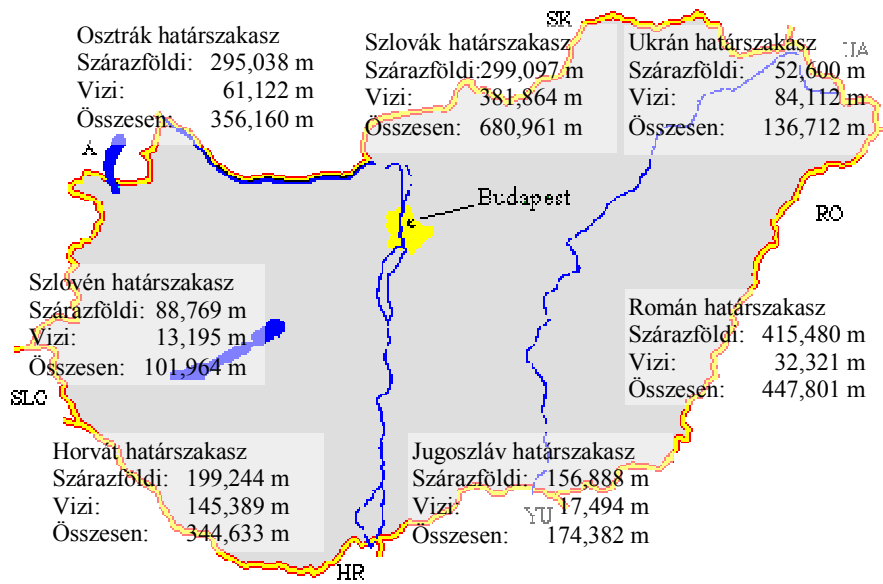 SK
Osztrák határszakasz
Szárazföldi: 295,038 m
Vizi: 61,122 m
Összesen: 356,160 m
Szlovák határszakasz
Szárazföldi:299,097 m
Vizi: 381,864 m
Összesen: 680,961 m
Ukrán határszakasz
Szárazföldi: 52,600 m
Vizi: 84,112 m
Összesen: 136,712 m
UA
A
Budapest
RO
Szlovén határszakasz
Szárazföldi: 88,769 m
Vizi: 13,195 m
Összesen: 101,964 m
Román határszakasz
Szárazföldi: 415,480 m
Vizi: 32,321 m
Összesen: 447,801 m
SLO
Horvát határszakasz
Szárazföldi: 199,244 m
Vizi: 145,389 m
Összesen: 344,633 m
Jugoszláv határszakasz
Szárazföldi: 156,888 m
Vizi: 17,494 m
Összesen: 174,382 m
YU
HR